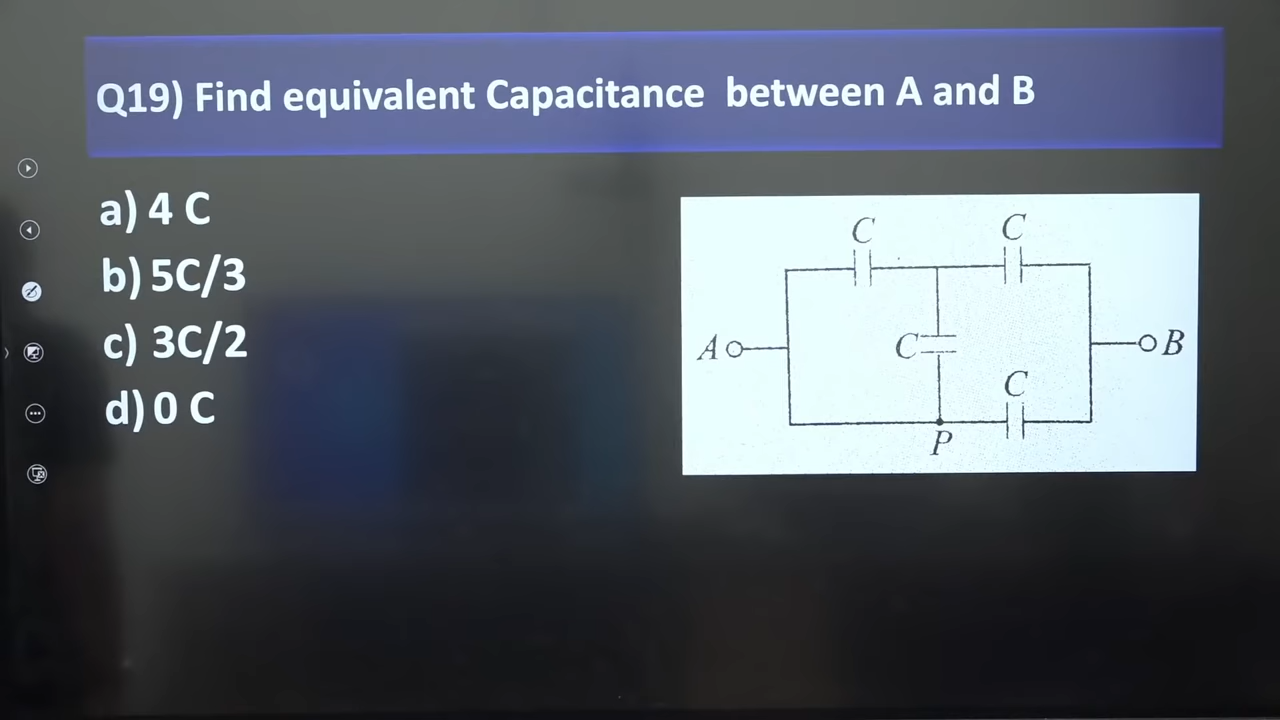 Q19) Find equivalent Capacitance between A and B
a) 4 C
b) 5C/3
c) 3C/2
d) 0 C
C
C
A
C
B
C
P